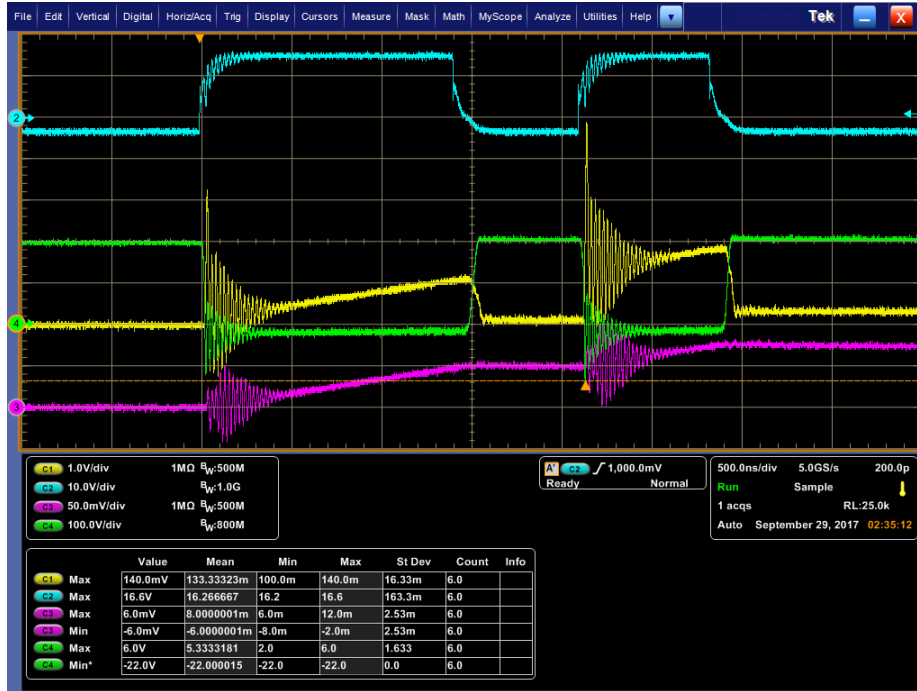 File Edit Vertical Digital Horiz/Acq Trig Display Cursors Measure Mask Math MyScope Analyze Utilities Help Tek X
2
4
3
C1 1.0V/div 1MΩ BW:500M
C2 10.0V/div BW:1.0G
C3 50.0mV/div 1MΩ BW:500M
C4 100.0V/div BW:800M
A' C2 1,000.0mV
Ready Normal
500.0ns/div 5.0GS/s 200.0p
Run Sample
1 acqs RL:25.0k
Auto September 29, 2017 02:35:12
Value Mean Min Max St Dev Count Info
C1 Max 140.0mV 133.33323m 100.0m 140.0m 16.33m 6.0
C2 Max 16.6V 16.266667 16.2 16.6 163.3m 6.0
C3 Max 6.0mV 8.0000001m 6.0m 12.0m 2.53m 6.0
C3 Min -6.0mV -6.0000001m -8.0m -2.0m 2.53m 6.0
C4 Max 6.0V 5.3333181 2.0 6.0 1.633 6.0
C4 Min* -22.0V -22.000015 -22.0 -22.0 0.0 6.0